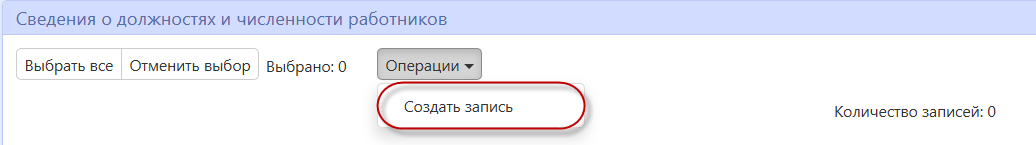 Сведения о должностях и численности работников
Выбрать все Отменить выбор Выбрано: 0 Операции
Создать запись
Количество записей: 0